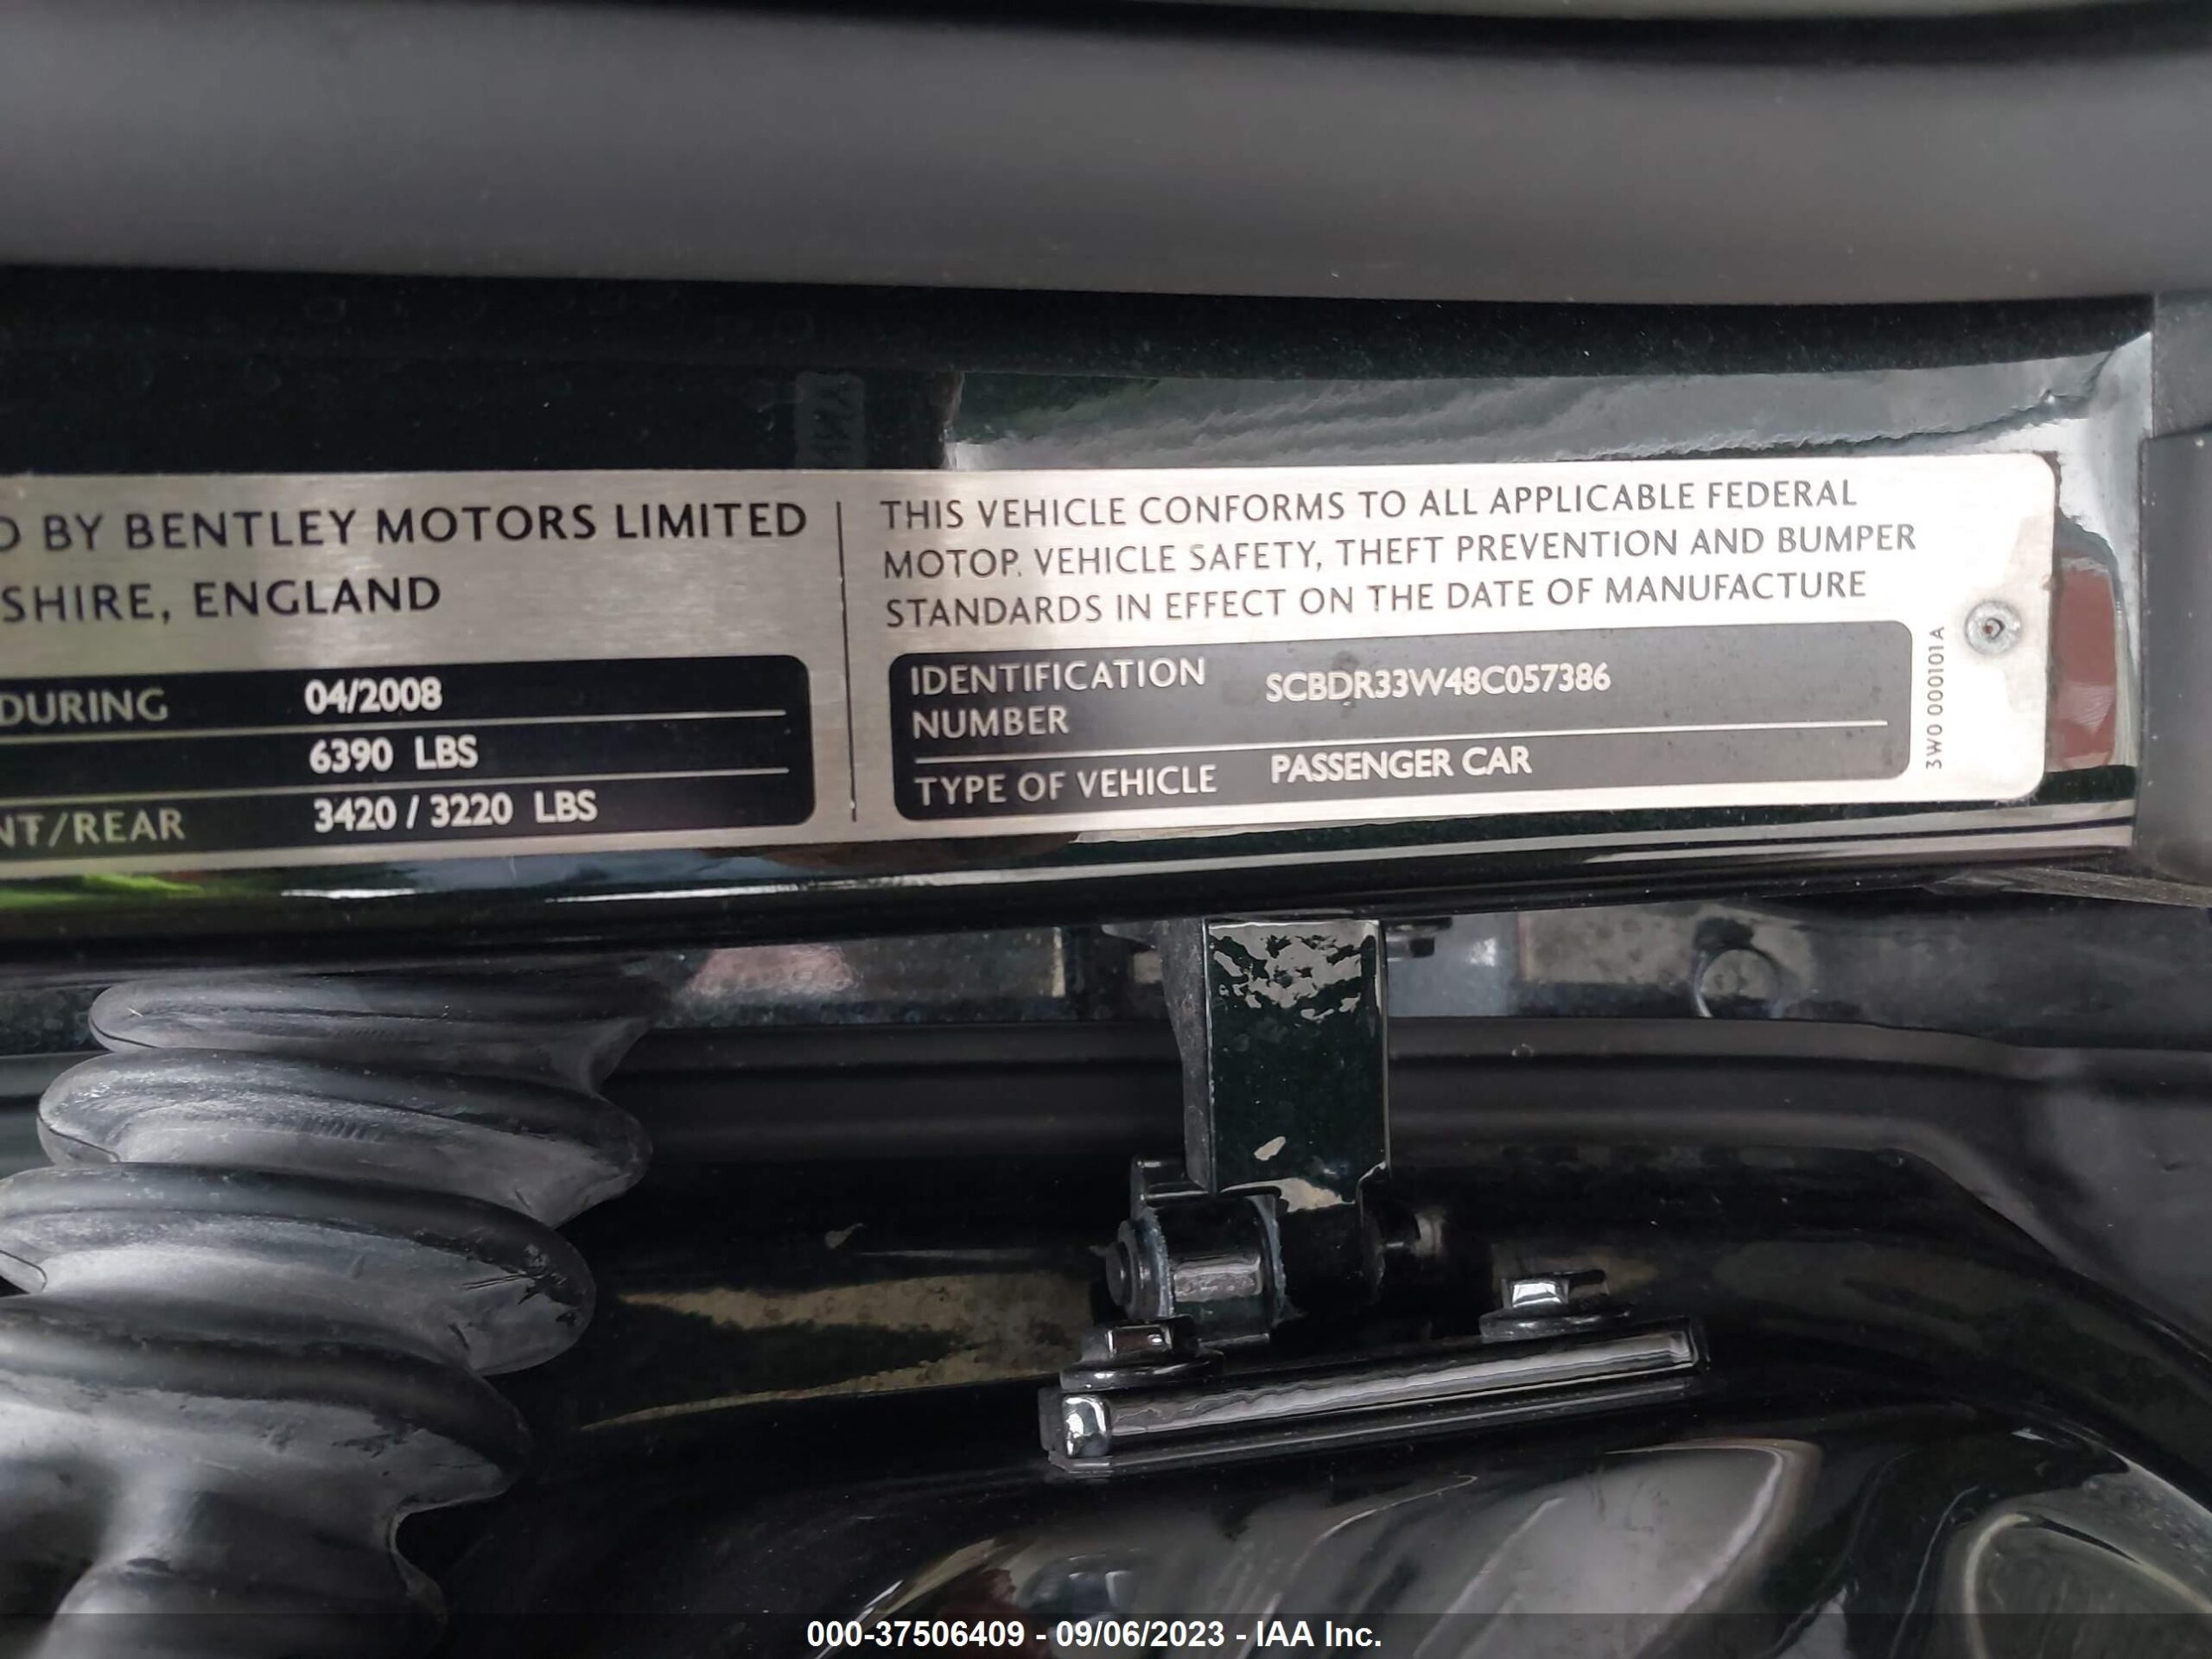 D BY BENTLEY MOTORS LIMITED
SHIRE, ENGLAND
DURING 04/2008
6390 LBS
NT/REAR 3420 / 3220 LBS
THIS VEHICLE CONFORMS TO ALL APPLICABLE FEDERAL
MOTOR VEHICLE SAFETY, THEFT PREVENTION AND BUMPER
STANDARDS IN EFFECT ON THE DATE OF MANUFACTURE
IDENTIFICATION
NUMBER SCBDR33W48C057386
TYPE OF VEHICLE PASSENGER CAR
3W0 000101 A
000-37506409 - 09/06/2023 - IAA Inc.